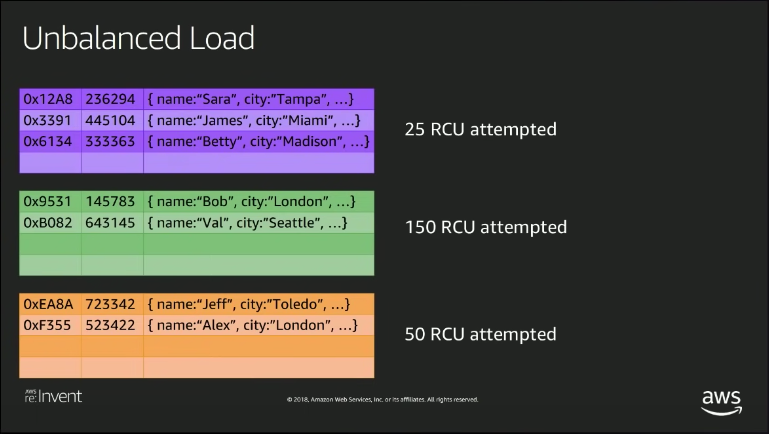 Unbalanced Load
0x12A8 236294 { name:“Sara”, city:”Tampa”, …}
0x3391 445104 { name:“James”, city:”Miami”, …}
0x6134 333363 { name:“Betty”, city:”Madison”, …}
25 RCU attempted
0x9531 145783 { name:“Bob”, city:”London”, …}
0xB082 643145 { name:“Val”, city:”Seattle”, …}
150 RCU attempted
0xEA8A 723342 { name:“Jeff”, city:”Toledo”, …}
0xF355 523422 { name:“Alex”, city:”London”, …}
50 RCU attempted
AWS
re:Invent
© 2018, Amazon Web Services, Inc. or its affiliates. All rights reserved.
aws